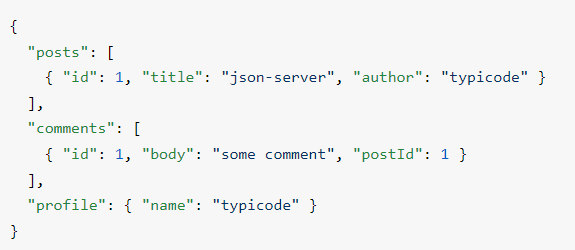 {
  "posts": [
    { "id": 1, "title": "json-server", "author": "typicode" }
  ],
  "comments": [
    { "id": 1, "body": "some comment", "postId": 1 }
  ],
  "profile": { "name": "typicode" }
}